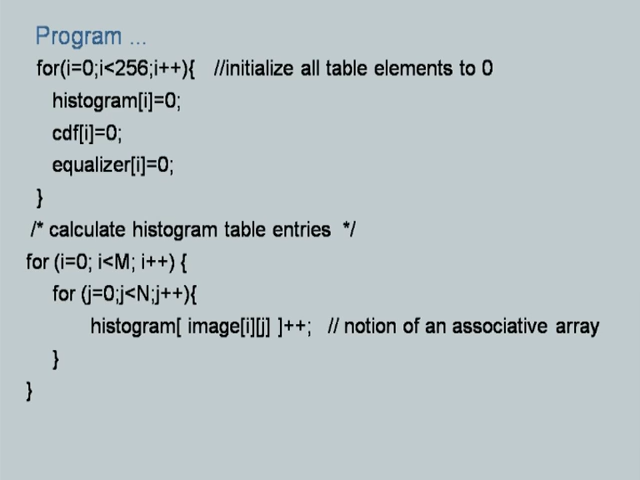 Program ...
for(i=0;i<256;i++){ //initialize all table elements to 0
histogram[i]=0;
cdf[i]=0;
equalizer[i]=0;
}
/* calculate histogram table entries */
for (i=0; i<M; i++) {
for (j=0;j<N;j++){
histogram[ image[i][j] ]++; // notion of an associative array
}
}